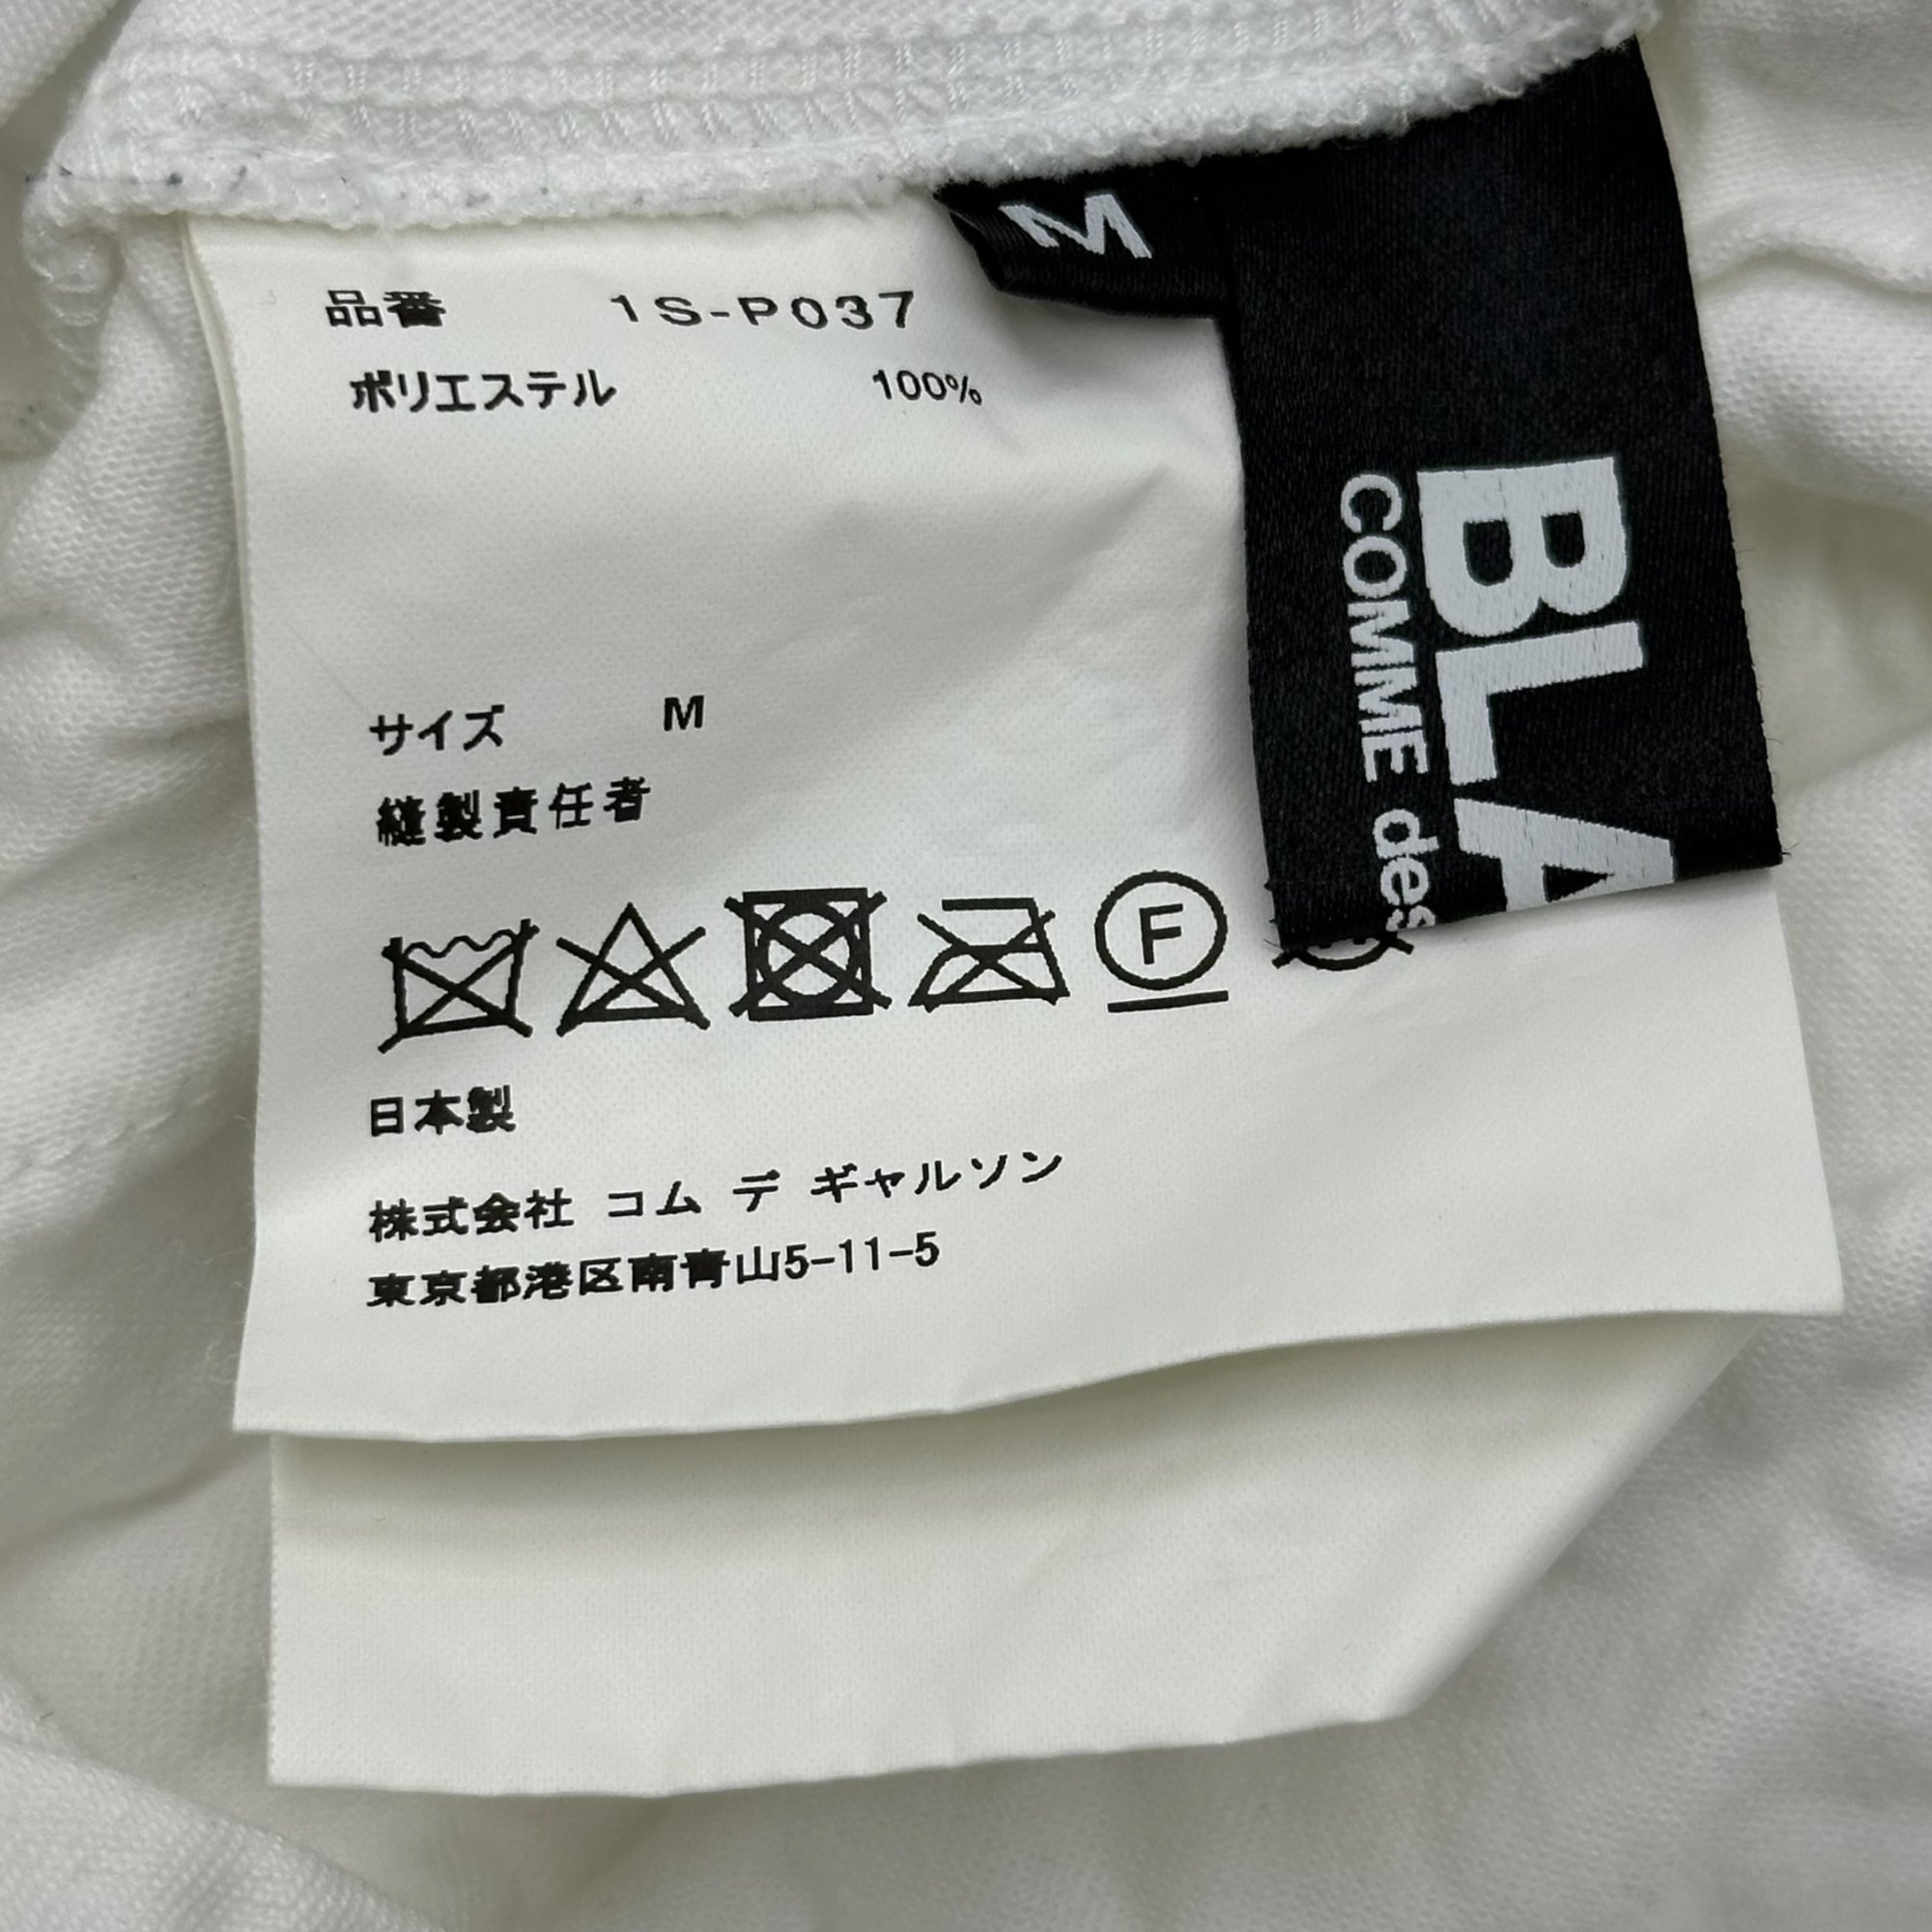 品番 1S-P037
ポリエステル 100%
サイズ M
縫製責任者
F
日本製
株式会社 コム デ ギャルソン
東京都港区南青山5-11-5
M
BLA
COMME des